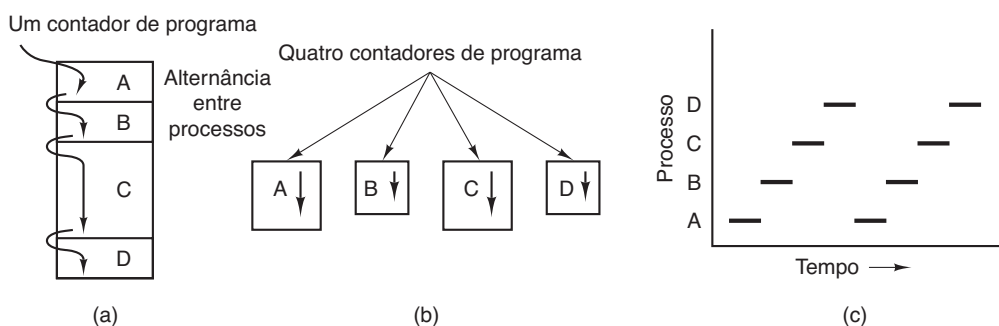 Um contador de programa
A
B
C
D
Alternância
entre
processos
(a)
Quatro contadores de programa
A
B
C
D
(b)
Processo
D
C
B
A
Tempo
(c)